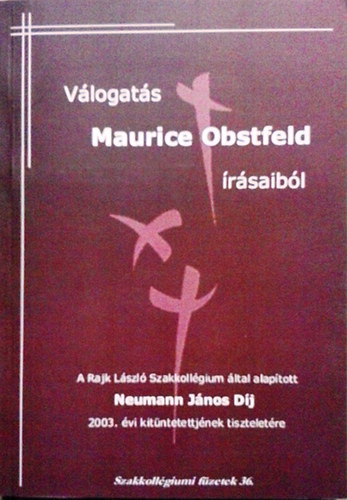 Válogatás
Maurice Obstfeld
írásaiból
A Rajk László Szakkollégium által alapított
Neumann János Díj
2003. évi kitüntetettjének tiszteletére
Szakkollégiumi füzetek 36.